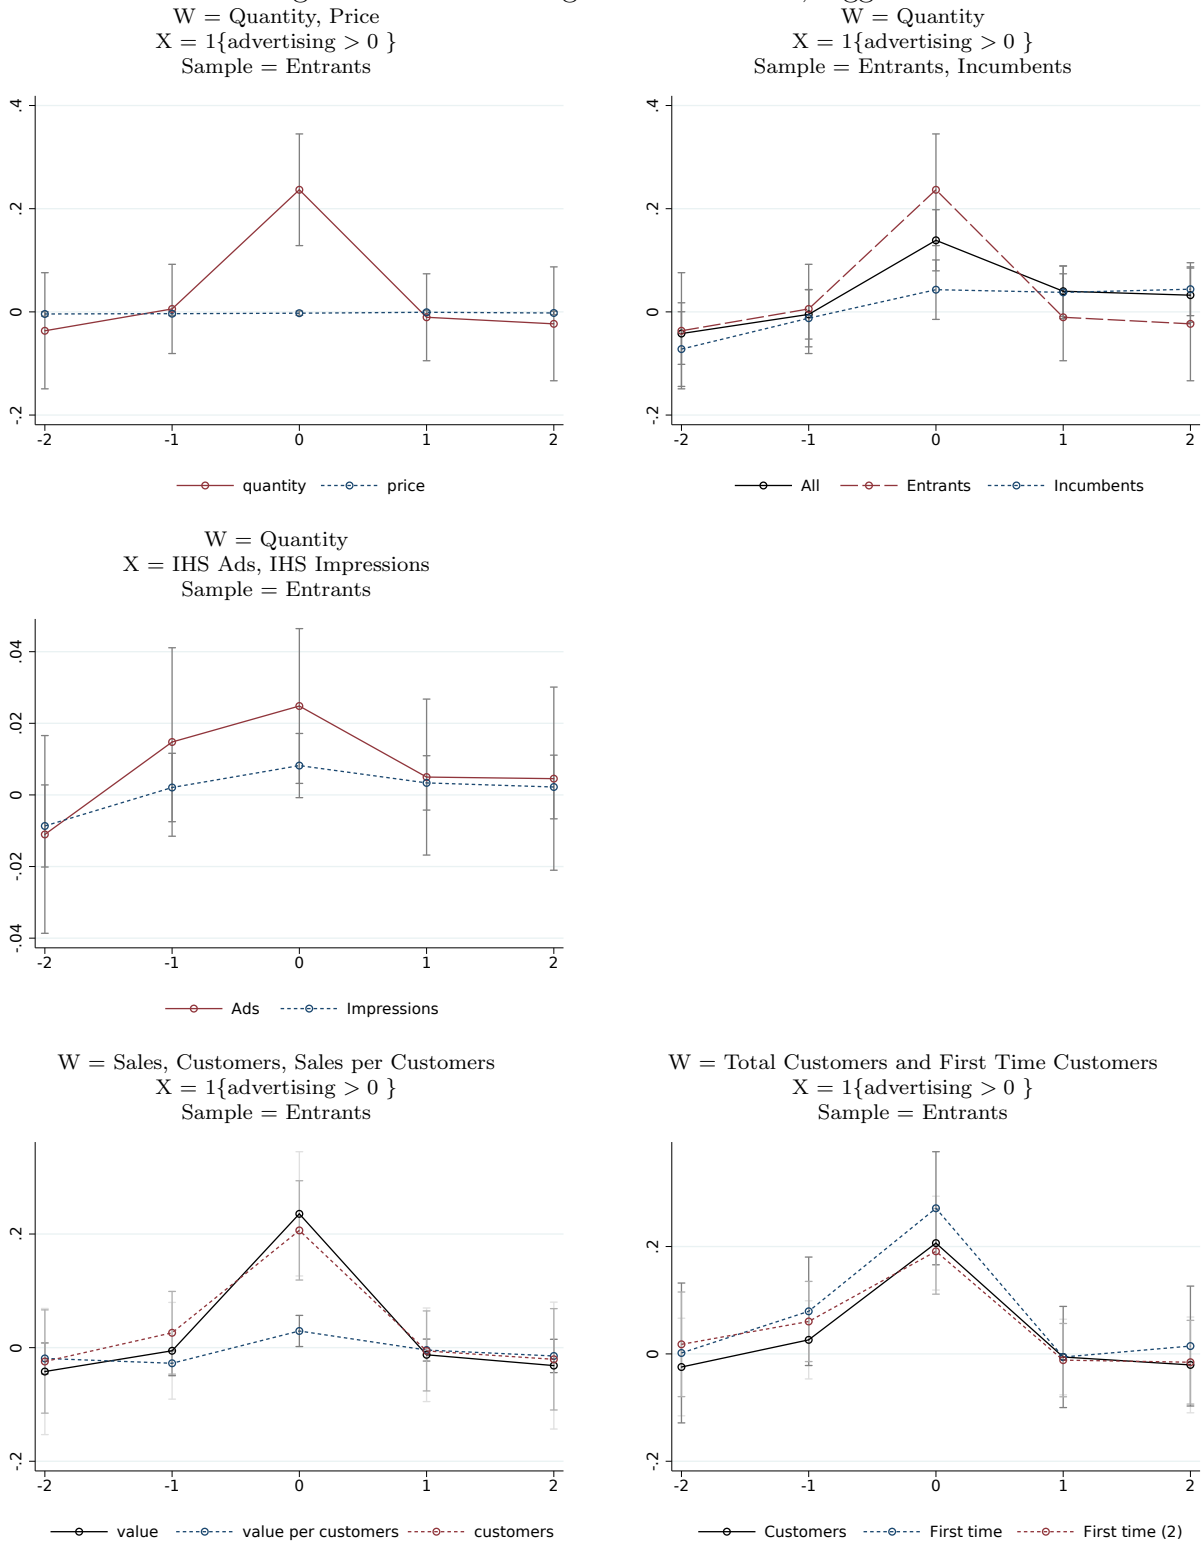 W = Quantity, Price
X = 1{advertising > 0 }
Sample = Entrants
.4
.2
0
-.2
-2
-1
0
1
2
quantity
price
W = Quantity
X = 1{advertising > 0 }
Sample = Entrants, Incumbents
.4
.2
0
-.2
-2
-1
0
1
2
All
Entrants
Incumbents
W = Quantity
X = IHS Ads, IHS Impressions
Sample = Entrants
.04
.02
0
-.02
-.04
-2
-1
0
1
2
Ads
Impressions
W = Sales, Customers, Sales per Customers
X = 1{advertising > 0 }
Sample = Entrants
.2
0
-.2
-2
-1
0
1
2
value
value per customers
customers
W = Total Customers and First Time Customers
X = 1{advertising > 0 }
Sample = Entrants
.2
0
-.2
-2
-1
0
1
2
Customers
First time
First time (2)